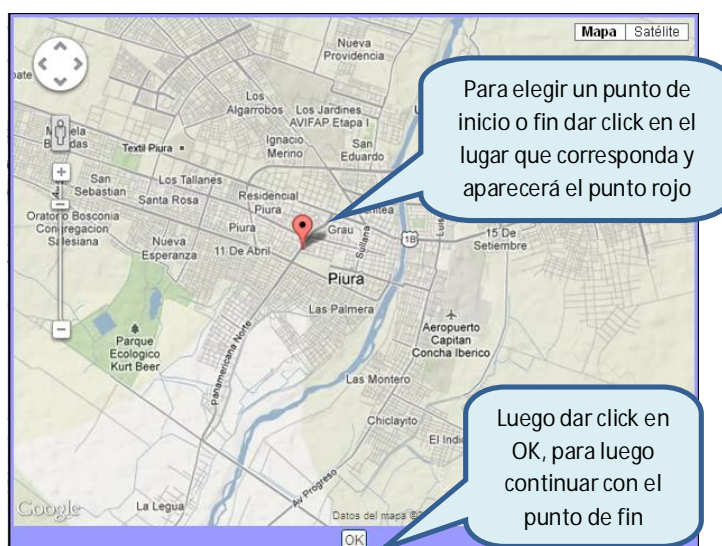 Mapa Satélite
Nueva
Providencia
Para elegir un punto de
inicio o fin dar click en el
lugar que corresponda y
aparecerá el punto rojo
Los
Algarrobos
Los Jardines
AVIFAP Etapa I
Ignacio
Merino
San
Eduardo
Textil Piura
San
Sebastian
Los Tallanes
Santa Rosa
Residencial
Piura
Oratorio Bosconia
Congregacion
Salesiana
Piura
Grau
Sullana
1B
15 De
Setiembre
Nueva
Esperanza
11 De Abril
Piura
Las Palmera
Panamericana Norte
Parque
Ecologico
Kurt Beer
Aeropuerto
Capitan
Concha Iberico
Las Montero
Chiclayito
El Indi
Luego dar click en
OK, para luego
continuar con el
punto de fin
Av Progreso
La Legua
Google
Datos del mapa ©
OK